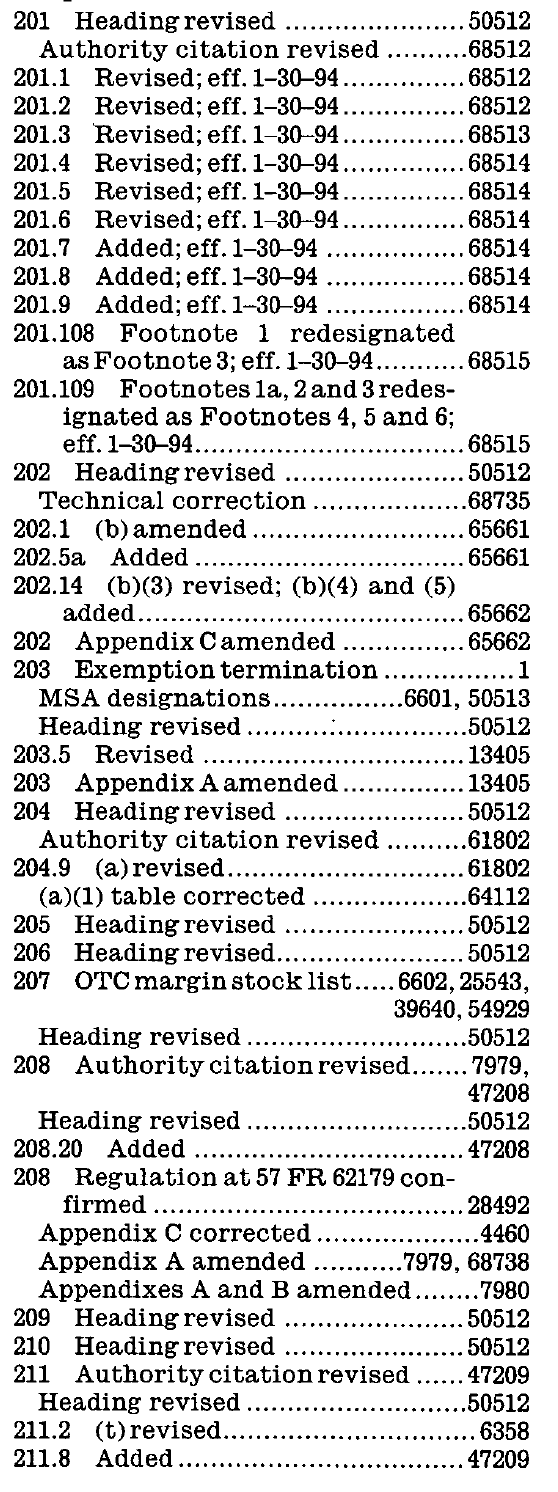 201 Heading revised ......................50512
Authority citation revised ..........68512
201.1 Revised; eff. 1–30–94................68512
201.2 Revised; eff. 1–30–94................68512
201.3 Revised; eff. 1–30–94................68513
201.4 Revised; eff. 1–30–94................68514
201.5 Revised; eff. 1–30–94................68514
201.6 Revised; eff. 1–30–94................68514
201.7 Added; eff. 1–30–94 ..................68514
201.8 Added; eff. 1–30–94 ..................68514
201.9 Added; eff. 1–30–94 ..................68514
201.108 Footnote 1 redesignated
as Footnote 3; eff. 1–30–94............68515
201.109 Footnotes 1a, 2 and 3 redes-
ignated as Footnotes 4, 5 and 6;
eff. 1–30–94....................................68515
202 Heading revised ......................50512
Technical correction ....................68735
202.1 (b) amended ............................65661
202.5a Added ....................................65661
202.14 (b)(3) revised; (b)(4) and (5)
added............................................65662
202 Appendix C amended ................65662
203 Exemption termination ................1
MSA designations.................6601, 50513
Heading revised ............................50512
203.5 Revised ..................................13405
203 Appendix A amended................13405
204 Heading revised ......................50512
Authority citation revised ..........61802
204.9 (a) revised...............................61802
(a)(1) table corrected ....................64112
205 Heading revised ......................50512
206 Heading revised.......................50512
207 OTC margin stock list.....6602, 25543,
39640, 54929
Heading revised ............................50512
208 Authority citation revised.......7979,
47208
Heading revised ............................50512
208.20 Added ...................................47208
208 Regulation at 57 FR 62179 con-
firmed ..........................................28492
Appendix C corrected .....................4460
Appendix A amended ...........7979, 68738
Appendixes A and B amended........7980
209 Heading revised ......................50512
210 Heading revised ......................50512
211 Authority citation revised ......47209
Heading revised ............................50512
211.2 (t) revised.................................6358
211.8 Added .....................................47209